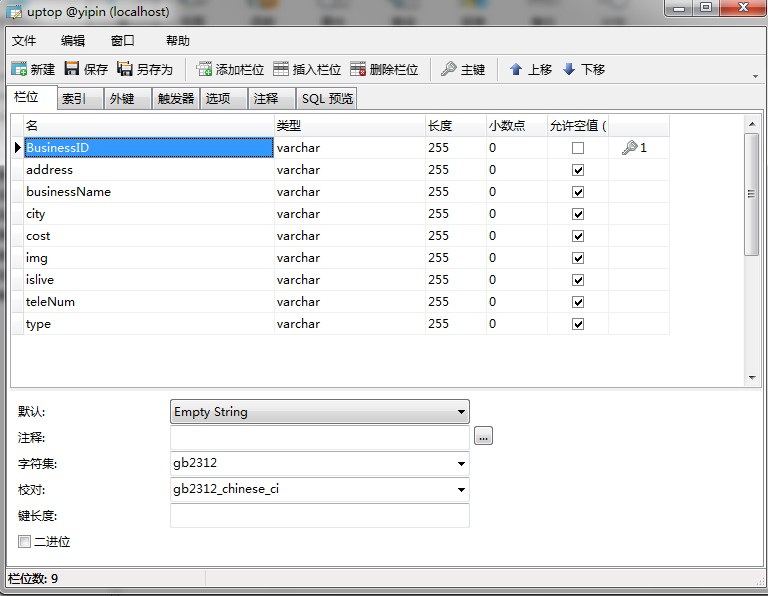 uptop @yipin (localhost)
文件 编辑 窗口 帮助
新建 保存 另存为 添加栏位 插入栏位 删除栏位 主键 上移 下移
栏位 索引 外键 触发器 选项 注释 SQL 预览
名 类型 长度 小数点 允许空值 (
BusinessID varchar 255 0 1
address varchar 255 0
businessName varchar 255 0
city varchar 255 0
cost varchar 255 0
img varchar 255 0
islive varchar 255 0
teleNum varchar 255 0
type varchar 255 0
默认: Empty String
注释: ...
字符集: gb2312
校对: gb2312_chinese_ci
键长度:
二进位
栏位数: 9